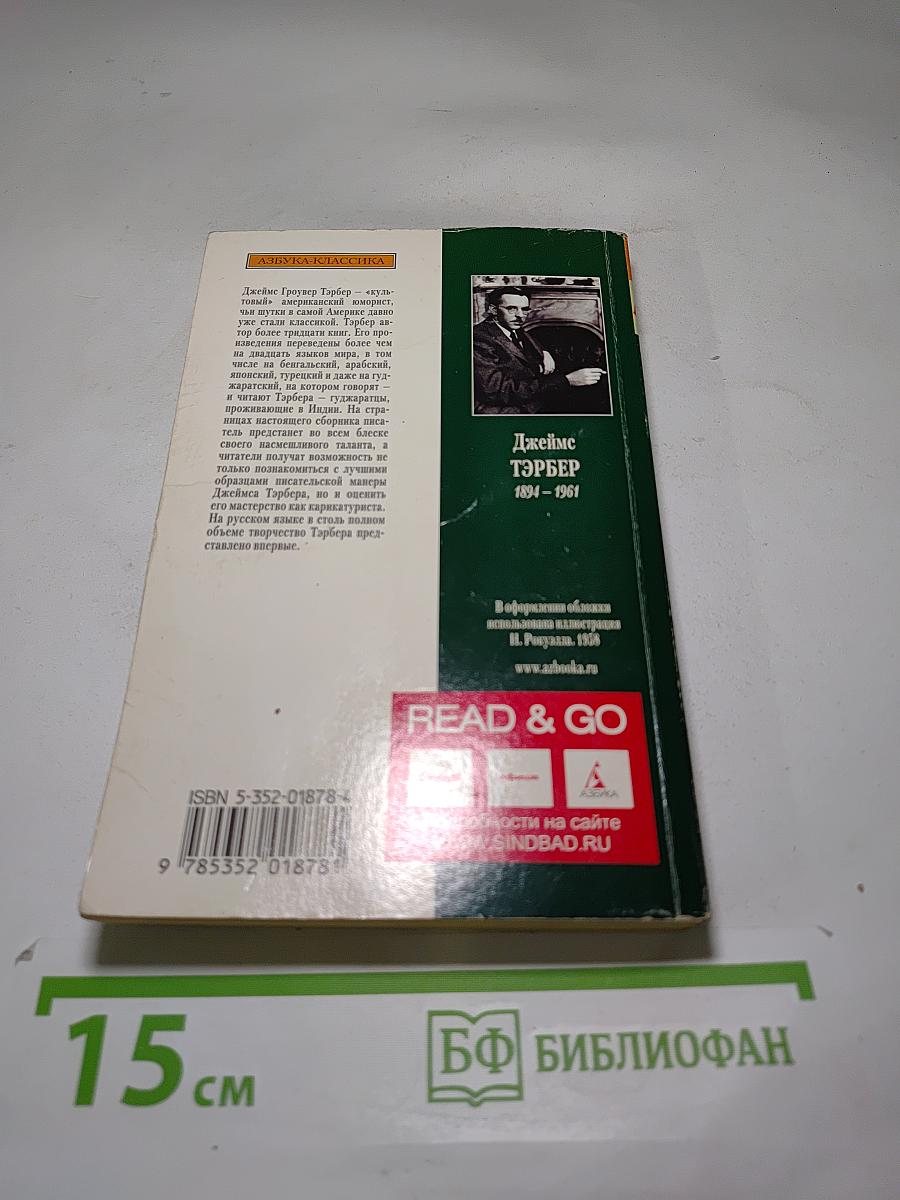 АЗБУКА-КЛАССИКА
Джеймс Гроувер Тэрбер – «куль-
товый» американский юморист,
чьи шутки в самой Америке давно
уже стали классикой. Тэрбер ав-
тор более тридцати книг. Его про-
изведения переведены более чем
на двадцать языков мира, в том
числе на бенгальский, арабский,
японский, турецкий и даже на гуд-
жаратский, на котором говорят –
и читают Тэрбера – гуджаратцы,
проживающие в Индии. На стра-
ницах настоящего сборника писа-
тель предстанет во всем блеске
своего насмешливого таланта, а
читатели получат возможность не
только познакомиться с лучшими
образцами писательской манеры
Джеймса Тэрбера, но и оценить
его мастерство как карикатуриста.
На русском языке в столь полном
объеме творчество Тэрбера пред-
ставлено впервые.
Джеймс
ТЭРБЕР
1894 – 1961
В оформлении обложки
использована иллюстрация
Н. Рокуэлла. 1958
www.azbooka.ru
READ & GO
АЗБУКА
на сайте
SINDBAD.RU
ISBN 5-352-01878-4
9 785352 018781
15 см
БФ БИБЛИОФАН